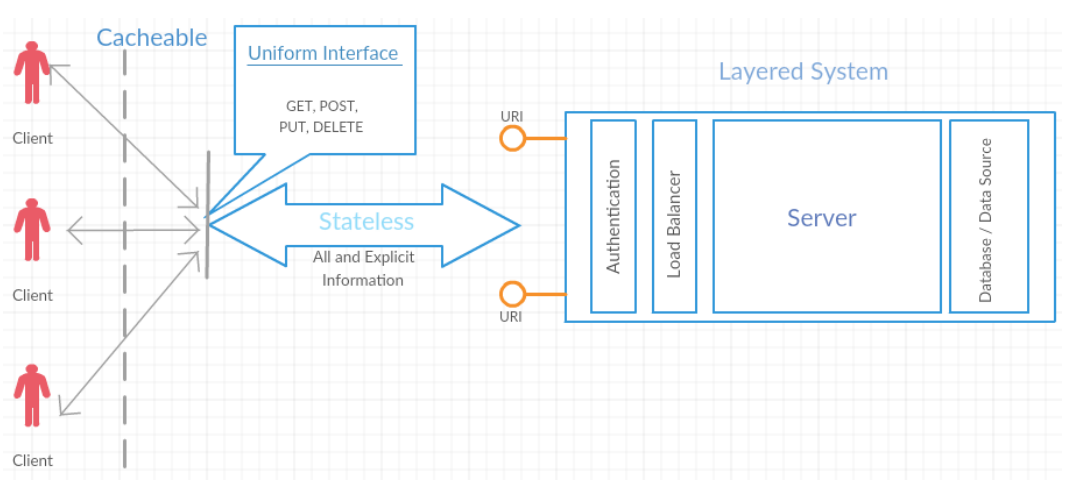 Cacheable
Uniform Interface
GET, POST,
PUT, DELETE
Layered System
Client
Client
Client
Stateless
All and Explicit
Information
URI
URI
Authentication
Load Balancer
Server
Database / Data Source